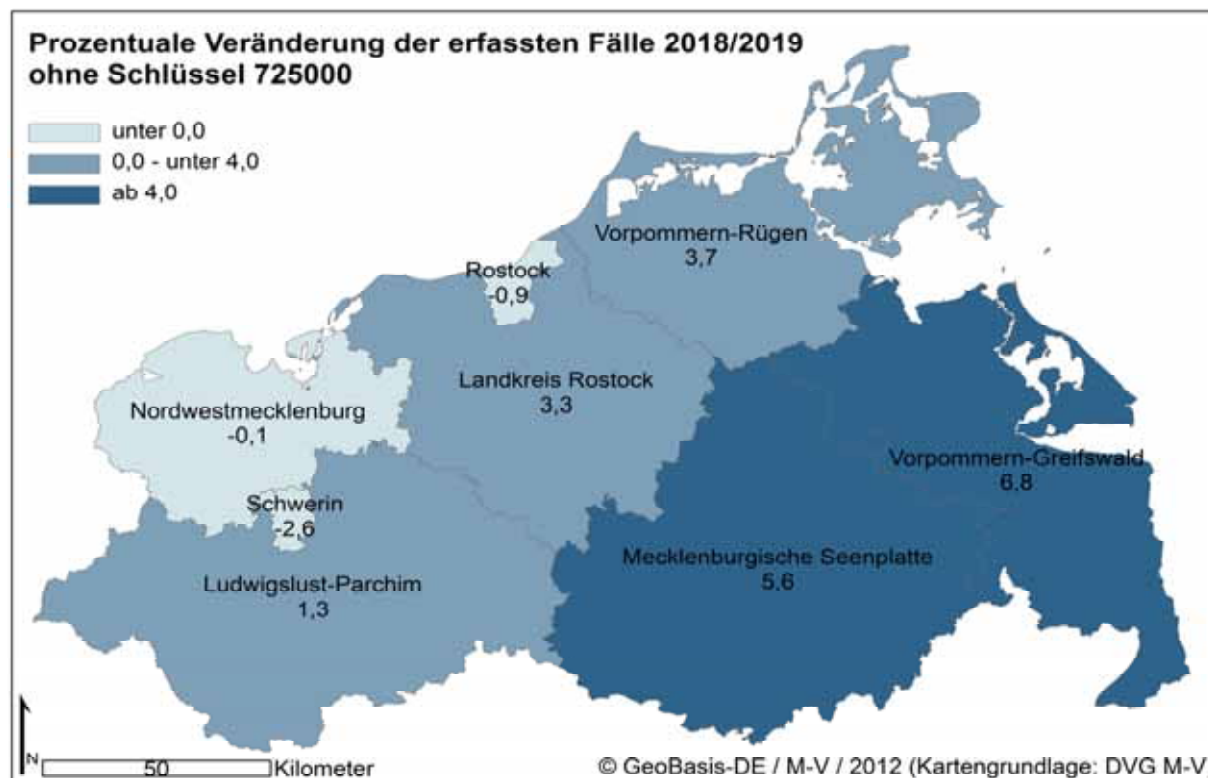 Prozentuale Veränderung der erfassten Fälle 2018/2019
ohne Schlüssel 725000
unter 0,0
0,0 - unter 4,0
ab 4,0
Vorpommern-Rügen
3,7
Rostock
-0,9
Landkreis Rostock
3,3
Nordwestmecklenburg
-0,1
Vorpommern-Greifswald
6,8
Schwerin
-2,6
Mecklenburgische Seenplatte
5,6
Ludwigslust-Parchim
1,3
N
50 Kilometer
© GeoBasis-DE / M-V / 2012 (Kartengrundlage: DVG M-V